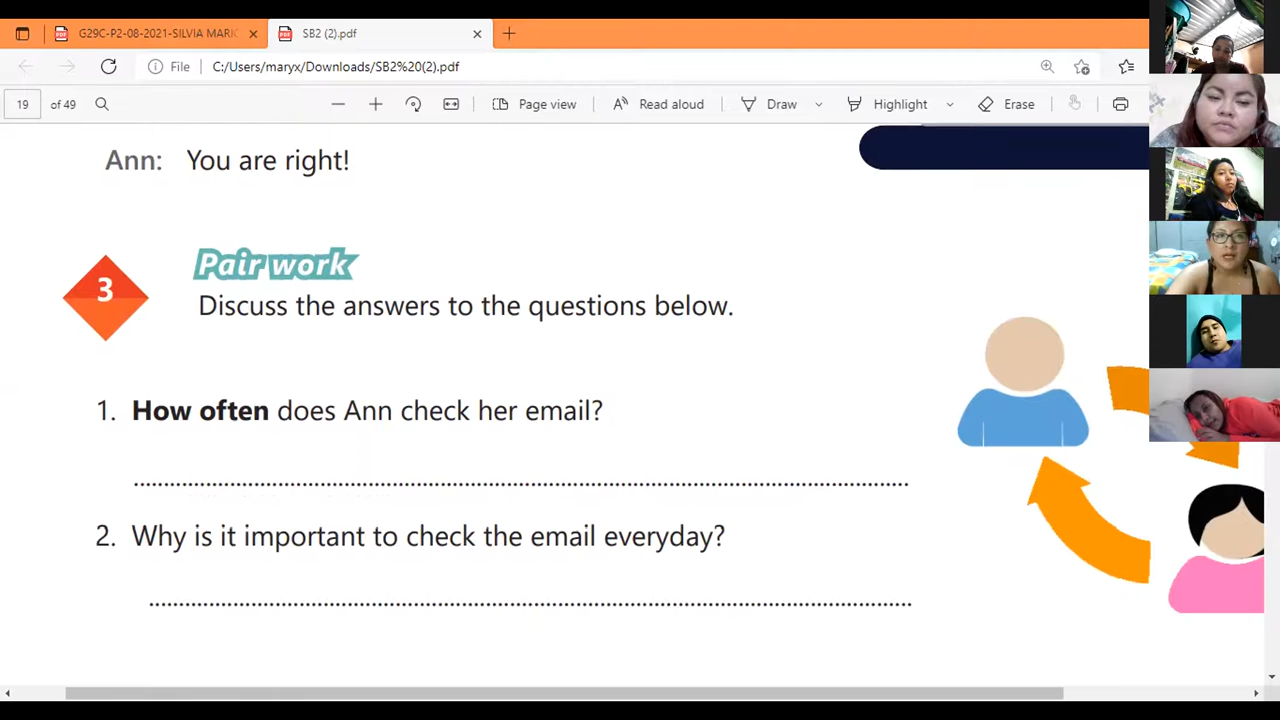 G29C-P2-08-2021-SILVIA MARIC
SB2 (2).pdf
File
C:/Users/maryx/Downloads/SB2%20(2).pdf
19 of 49
Page view
Read aloud
Draw
Highlight
Erase
Ann: You are right!
3
Pair work
Discuss the answers to the questions below.
1. How often does Ann check her email?
2. Why is it important to check the email everyday?